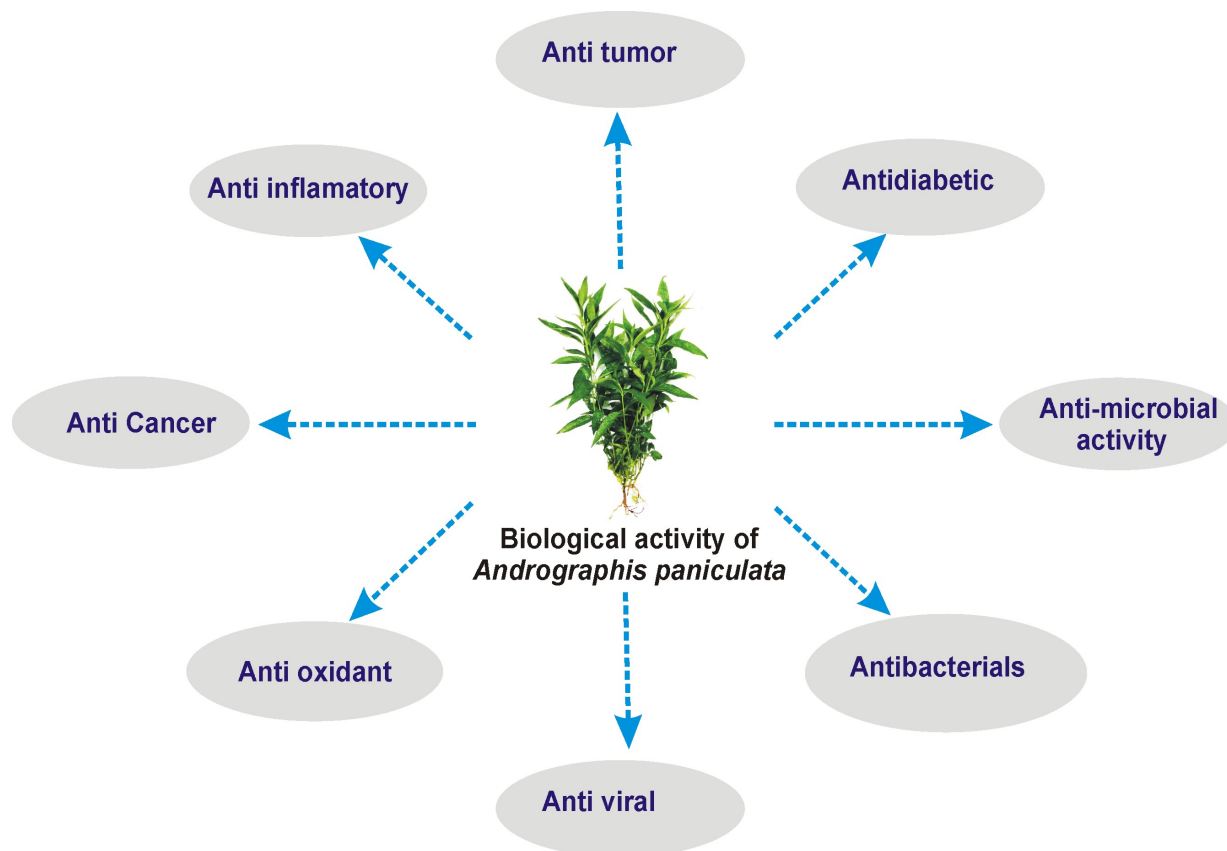 Anti tumor
Anti inflamatory
Antidiabetic
Anti Cancer
Anti-microbial
activity
Biological activity of
Andrographis paniculata
Anti oxidant
Antibacterials
Anti viral